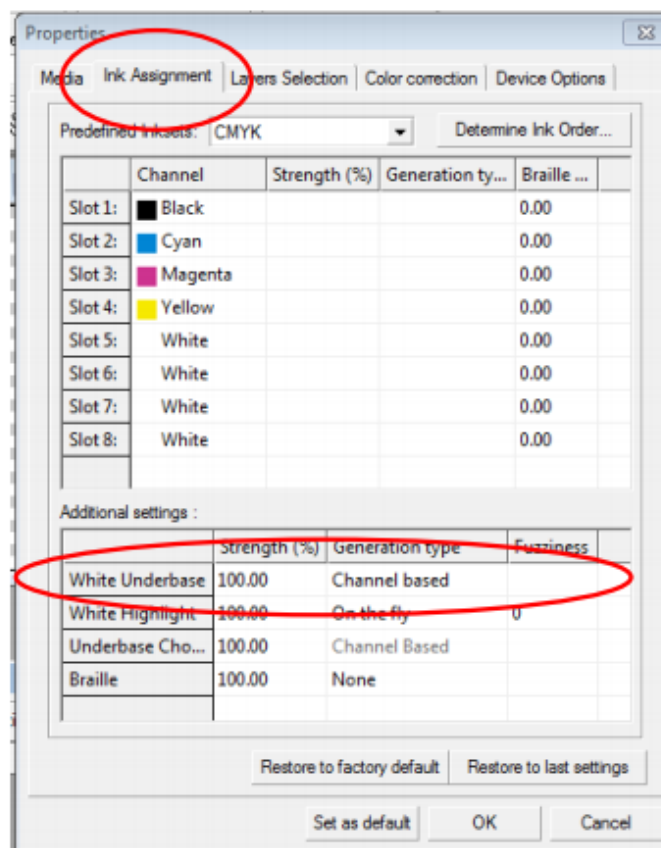 Properties
Media Ink Assignment Layers Selection Color correction Device Options
Predefined Inksets: CMYK Determine Ink Order...
Channel Strength (%) Generation ty... Braille ...
Slot 1: Black 0.00
Slot 2: Cyan 0.00
Slot 3: Magenta 0.00
Slot 4: Yellow 0.00
Slot 5: White 0.00
Slot 6: White 0.00
Slot 7: White 0.00
Slot 8: White 0.00
Additional settings :
Strength (%) Generation type Fuzziness
White Underbase 100.00 Channel based
White Highlight 100.00 On the fly 0
Underbase Cho... 100.00 Channel Based
Braille 100.00 None
Restore to factory default Restore to last settings
Set as default OK Cancel